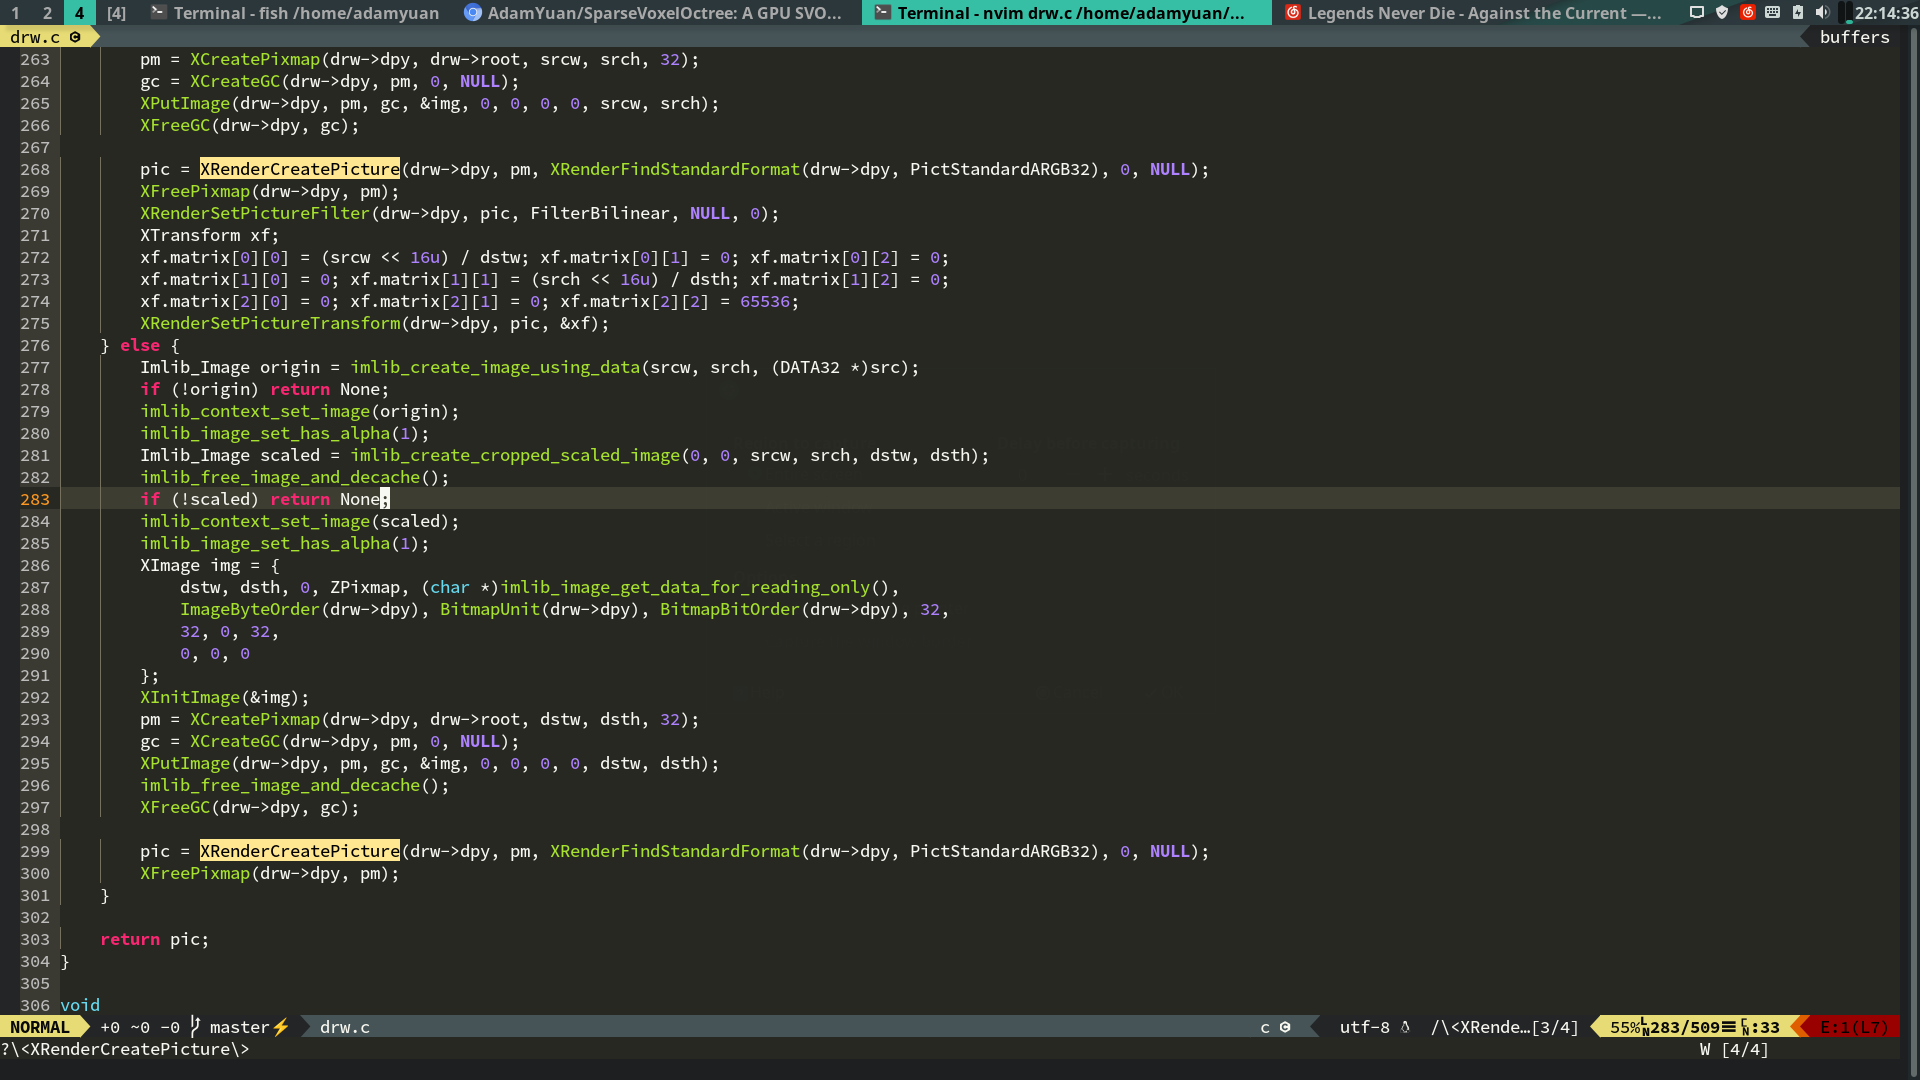 1 2 4 [4] Terminal - fish /home/adamyuan AdamYuan/SparseVoxelOctree: A GPU SVO... Terminal - nvim drw.c /home/adamyuan/... Legends Never Die - Against the Current —... 22:14:36
drw.c buffers
263 pm = XCreatePixmap(drw->dpy, drw->root, srcw, srch, 32);
264 gc = XCreateGC(drw->dpy, pm, 0, NULL);
265 XPutImage(drw->dpy, pm, gc, &img, 0, 0, 0, 0, srcw, srch);
266 XFreeGC(drw->dpy, gc);
267
268 pic = XRenderCreatePicture(drw->dpy, pm, XRenderFindStandardFormat(drw->dpy, PictStandardARGB32), 0, NULL);
269 XFreePixmap(drw->dpy, pm);
270 XRenderSetPictureFilter(drw->dpy, pic, FilterBilinear, NULL, 0);
271 XTransform xf;
272 xf.matrix[0][0] = (srcw << 16u) / dstw; xf.matrix[0][1] = 0; xf.matrix[0][2] = 0;
273 xf.matrix[1][0] = 0; xf.matrix[1][1] = (srch << 16u) / dsth; xf.matrix[1][2] = 0;
274 xf.matrix[2][0] = 0; xf.matrix[2][1] = 0; xf.matrix[2][2] = 65536;
275 XRenderSetPictureTransform(drw->dpy, pic, &xf);
276 } else {
277 Imlib_Image origin = imlib_create_image_using_data(srcw, srch, (DATA32 *)src);
278 if (!origin) return None;
279 imlib_context_set_image(origin);
280 imlib_image_set_has_alpha(1);
281 Imlib_Image scaled = imlib_create_cropped_scaled_image(0, 0, srcw, srch, dstw, dsth);
282 imlib_free_image_and_decache();
283 if (!scaled) return None;
284 imlib_context_set_image(scaled);
285 imlib_image_set_has_alpha(1);
286 XImage img = {
287 dstw, dsth, 0, ZPixmap, (char *)imlib_image_get_data_for_reading_only(),
288 ImageByteOrder(drw->dpy), BitmapUnit(drw->dpy), BitmapBitOrder(drw->dpy), 32,
289 32, 0, 32,
290 0, 0, 0
291 };
292 XInitImage(&img);
293 pm = XCreatePixmap(drw->dpy, drw->root, dstw, dsth, 32);
294 gc = XCreateGC(drw->dpy, pm, 0, NULL);
295 XPutImage(drw->dpy, pm, gc, &img, 0, 0, 0, 0, dstw, dsth);
296 imlib_free_image_and_decache();
297 XFreeGC(drw->dpy, gc);
298
299 pic = XRenderCreatePicture(drw->dpy, pm, XRenderFindStandardFormat(drw->dpy, PictStandardARGB32), 0, NULL);
300 XFreePixmap(drw->dpy, pm);
301 }
302
303 return pic;
304 }
305
306 void
NORMAL +0 ~0 -0 master⚡ drw.c c utf-8 /\<XRende…[3/4] 55% 283/509☰ :33 E:1(L7)
?\<XRenderCreatePicture\> W [4/4]